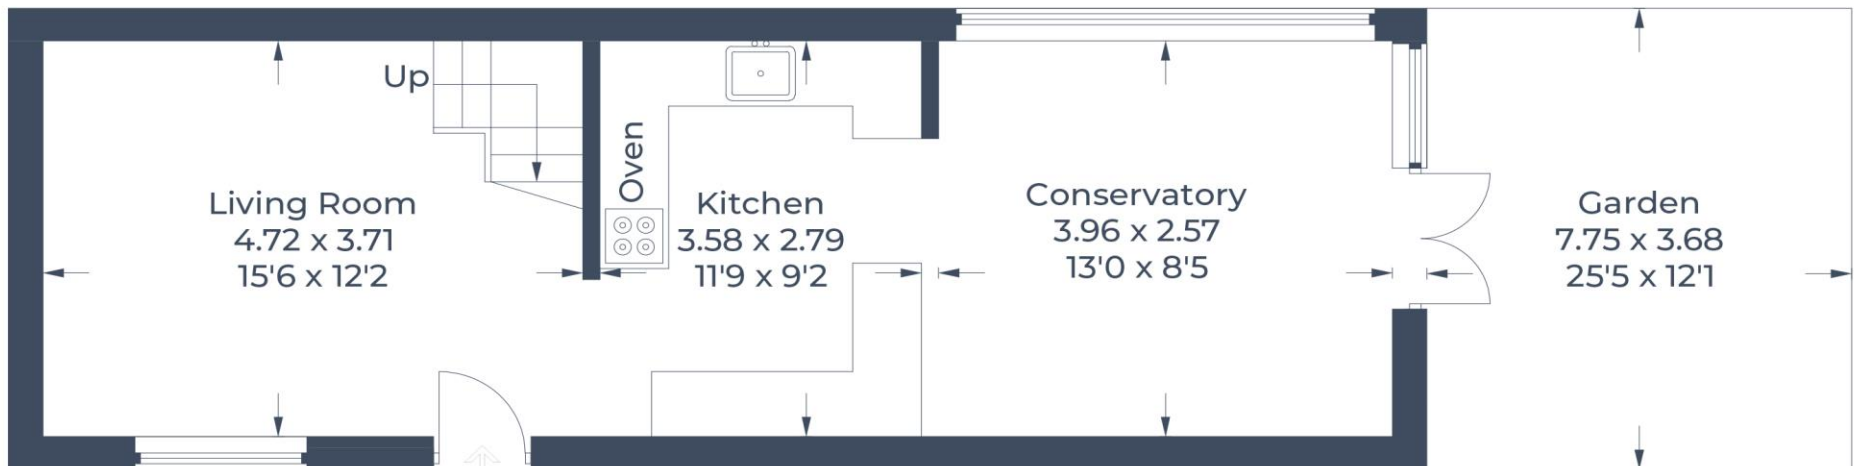 Up
Living Room
4.72 x 3.71
15'6 x 12'2
Oven
Kitchen
3.58 x 2.79
11'9 x 9'2
Conservatory
3.96 x 2.57
13'0 x 8'5
Garden
7.75 x 3.68
25'5 x 12'1